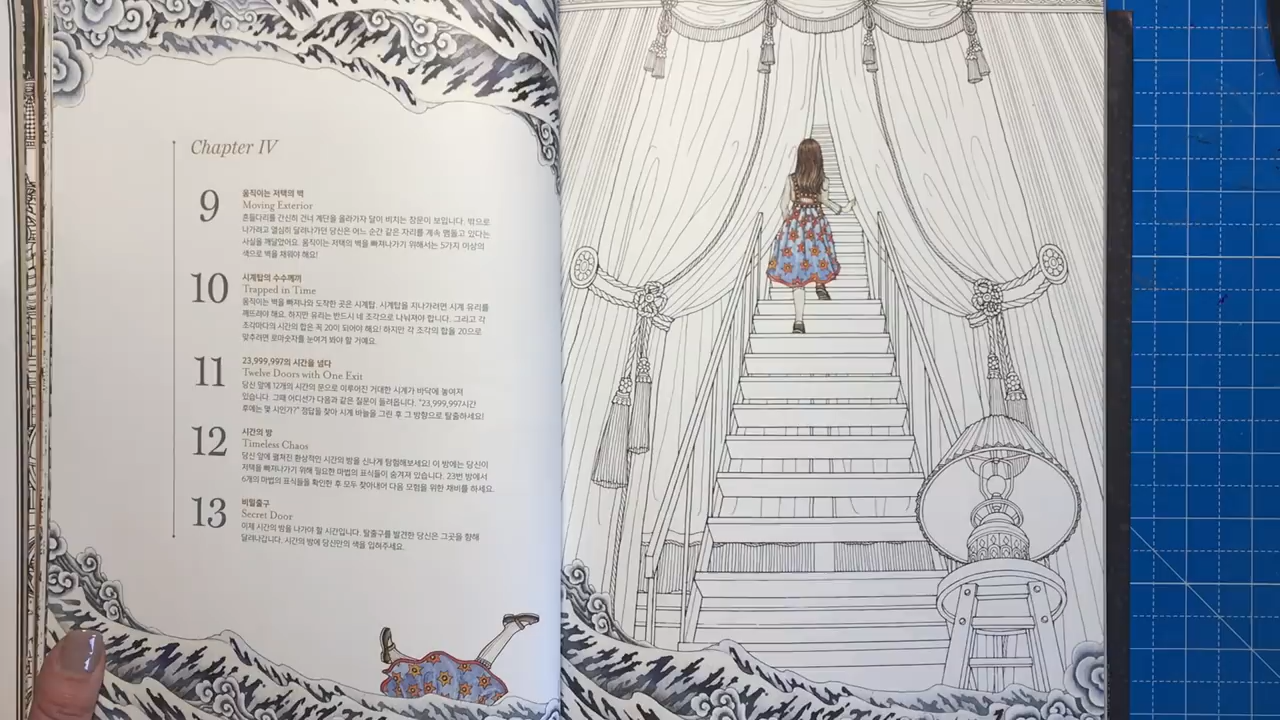 Chapter IV
9
움직이는 저택의 벽
Moving Exterior
흔들다리를 간신히 건너 계단을 올라가자 달이 비치는 창문이 보입니다. 밖으로
나가려고 열심히 달려가던 당신은 어느 순간 같은 자리를 계속 맴돌고 있다는
사실을 깨달았어요. 움직이는 저택의 벽을 빠져나가기 위해서는 5가지 이상의
색으로 벽을 채워야 해요!
10
시계탑의 수수께끼
Trapped in Time
움직이는 벽을 빠져나와 도착한 곳은 시계탑. 시계탑을 지나가려면 시계 유리를
깨뜨려야 해요. 하지만 유리는 반드시 네 조각으로 나눠져야 합니다. 그리고 각
조각마다의 시간의 합은 꼭 20이 되어야 해요! 하지만 각 조각의 합을 20으로
맞추려면 로마숫자를 눈여겨 봐야 할 거예요.
11
23,999,997의 시간을 넘다
Twelve Doors with One Exit
당신 앞에 12개의 시간의 문으로 이루어진 거대한 시계가 바닥에 놓여져
있습니다. 그때 어디선가 다음과 같은 질문이 들려옵니다. "23,999,997시간
후에는 몇 시인가?" 정답을 찾아 시계 바늘을 그린 후 그 방향으로 탈출하세요!
12
시간의 방
Timeless Chaos
당신 앞에 펼쳐진 환상적인 시간의 방을 신나게 탐험해보세요! 이 방에는 당신이
저택을 빠져나가기 위해 필요한 마법의 표식들이 숨겨져 있습니다. 23번 방에서
6개의 마법의 표식들을 확인한 후 모두 찾아내어 다음 모험을 위한 채비를 하세요.
13
비밀출구
Secret Door
이제 시간의 방을 나가야 할 시간입니다. 탈출구를 발견한 당신은 그곳을 향해
달려나갑니다. 시간의 방에 당신만의 색을 입혀주세요.